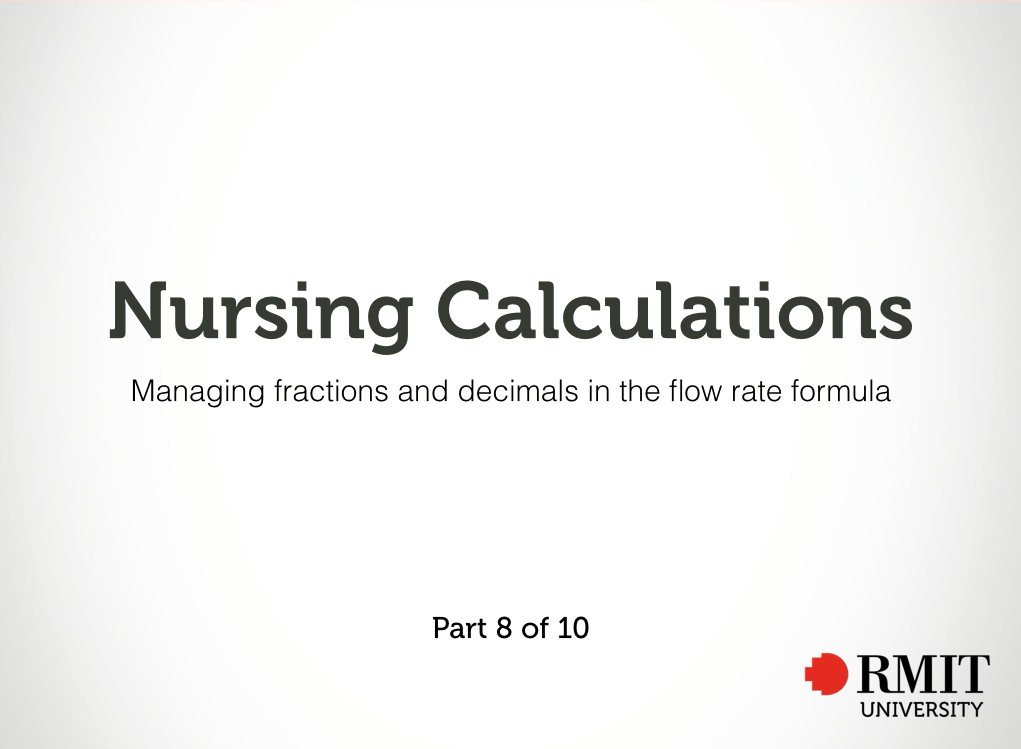 Nursing Calculations
Managing fractions and decimals in the flow rate formula
Part 8 of 10
RMIT
UNIVERSITY